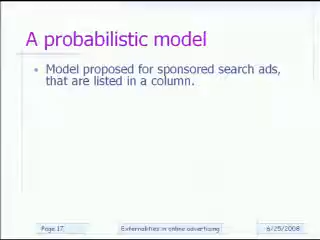 A probabilistic model
• Model proposed for sponsored search ads,
that are listed in a column.
Page 17
Externalities in online advertising
6/25/2008